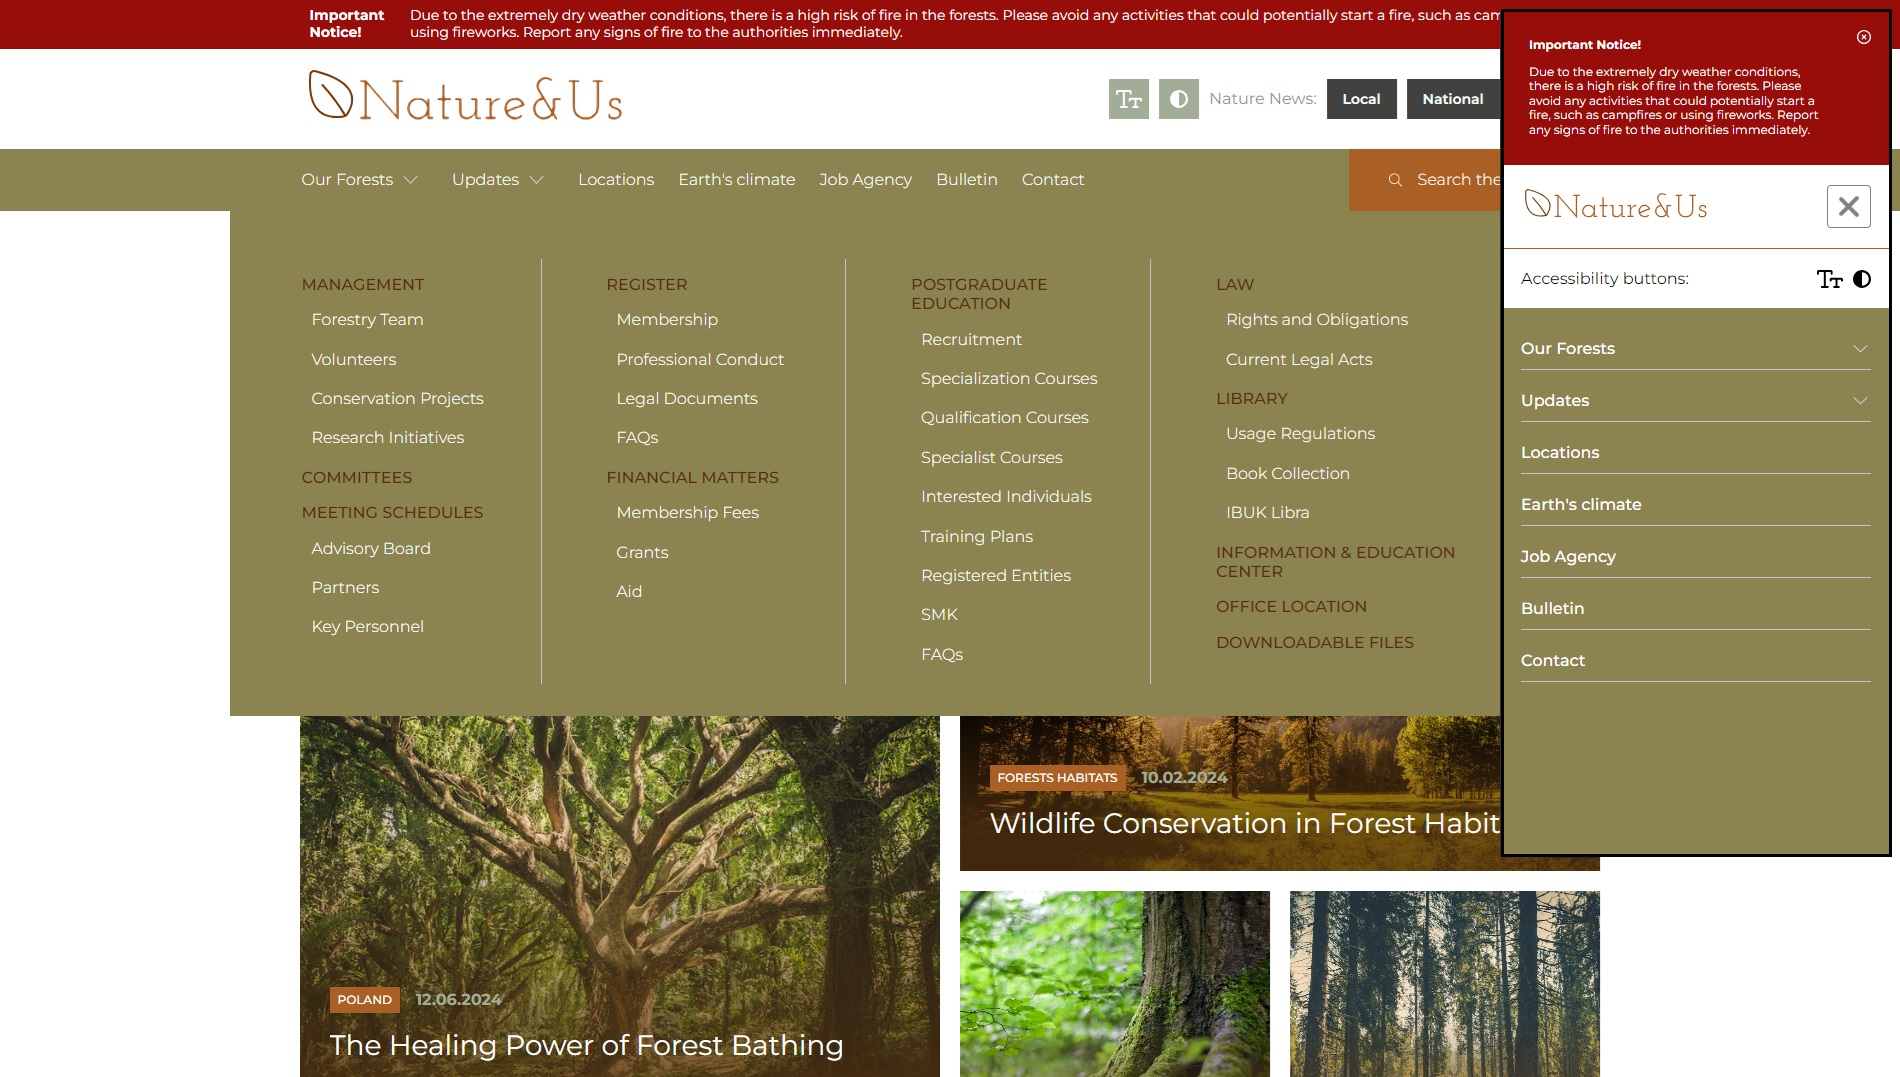 Important
Notice!
Due to the extremely dry weather conditions, there is a high risk of fire in the forests. Please avoid any activities that could potentially start a fire, such as
using fireworks. Report any signs of fire to the authorities immediately.
Nature&Us
Tt
Nature News:
Local
National
Our Forests
Updates
Locations
Earth's climate
Job Agency
Bulletin
Contact
Search the
MANAGEMENT
Forestry Team
Volunteers
Conservation Projects
Research Initiatives
COMMITTEES
MEETING SCHEDULES
Advisory Board
Partners
Key Personnel
REGISTER
Membership
Professional Conduct
Legal Documents
FAQs
FINANCIAL MATTERS
Membership Fees
Grants
Aid
POSTGRADUATE
EDUCATION
Recruitment
Specialization Courses
Qualification Courses
Specialist Courses
Interested Individuals
Training Plans
Registered Entities
SMK
FAQs
LAW
Rights and Obligations
Current Legal Acts
LIBRARY
Usage Regulations
Book Collection
IBUK Libra
INFORMATION & EDUCATION
CENTER
OFFICE LOCATION
DOWNLOADABLE FILES
POLAND
12.06.2024
The Healing Power of Forest Bathing
FORESTS HABITATS
10.02.2024
Wildlife Conservation in Forest Habit
Important Notice!
Due to the extremely dry weather conditions,
there is a high risk of fire in the forests. Please
avoid any activities that could potentially start a
fire, such as campfires or using fireworks. Report
any signs of fire to the authorities immediately.
Nature&Us
Accessibility buttons:
Tt
Our Forests
Updates
Locations
Earth's climate
Job Agency
Bulletin
Contact